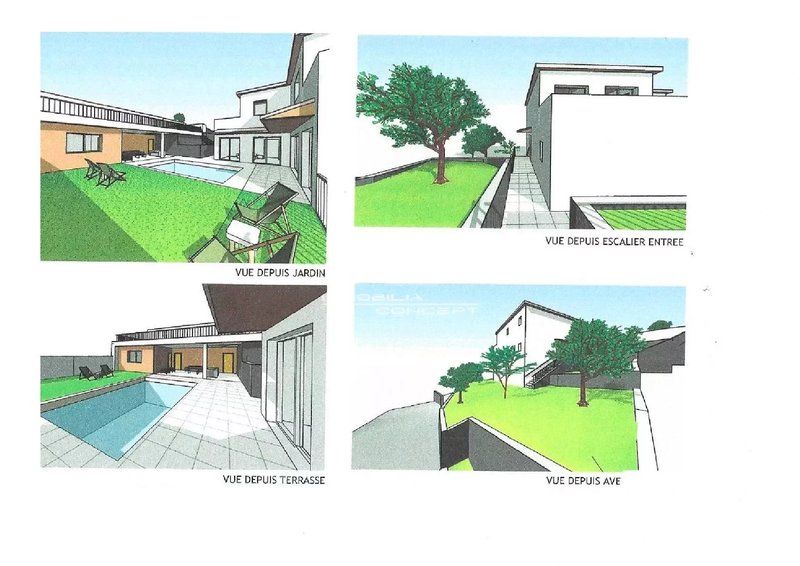 VUE DEPUIS JARDIN
VUE DEPUIS ESCALIER ENTREE
CONCEPT
VUE DEPUIS TERRASSE
VUE DEPUIS AVE